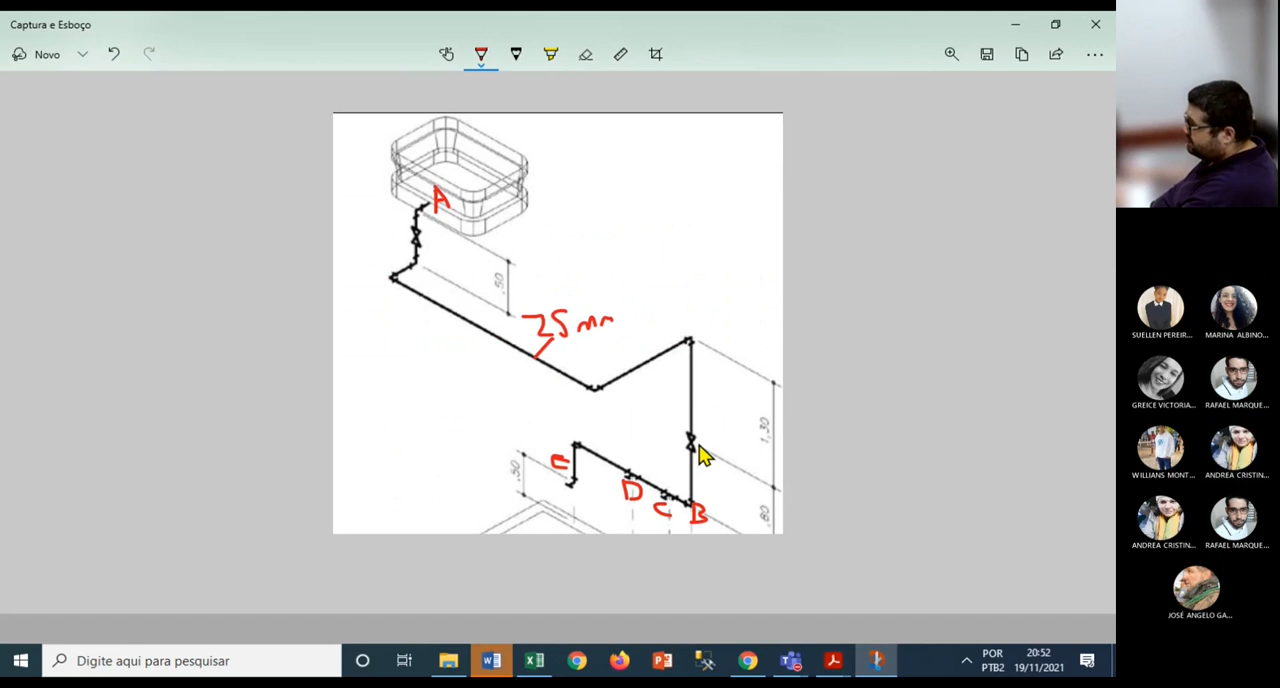 Captura e Esboço
Novo
A
,50
25 mm
1,30
,50
E
D
C
B
,80
SUELLEN PEREIR...
MARINA ALBINO...
GREICE VICTORIA...
RAFAEL MARQUE...
WILLIANS MONT...
ANDREA CRISTIN...
ANDREA CRISTIN...
RAFAEL MARQUE...
JOSÉ ANGELO GA...
Digite aqui para pesquisar
POR
PTB2
20:52
19/11/2021